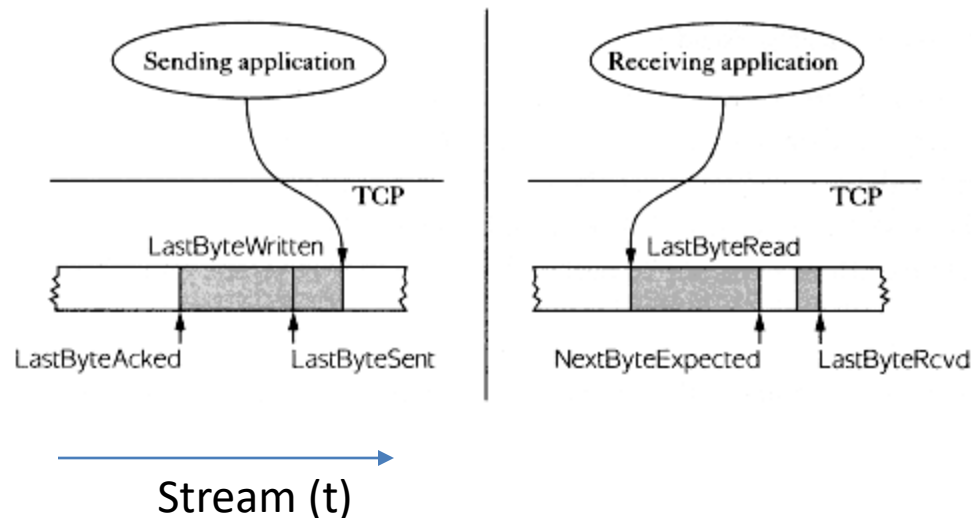 Sending application
TCP
LastByteWritten
LastByteAcked
LastByteSent
Receiving application
TCP
LastByteRead
NextByteExpected
LastByteRcvd
Stream (t)